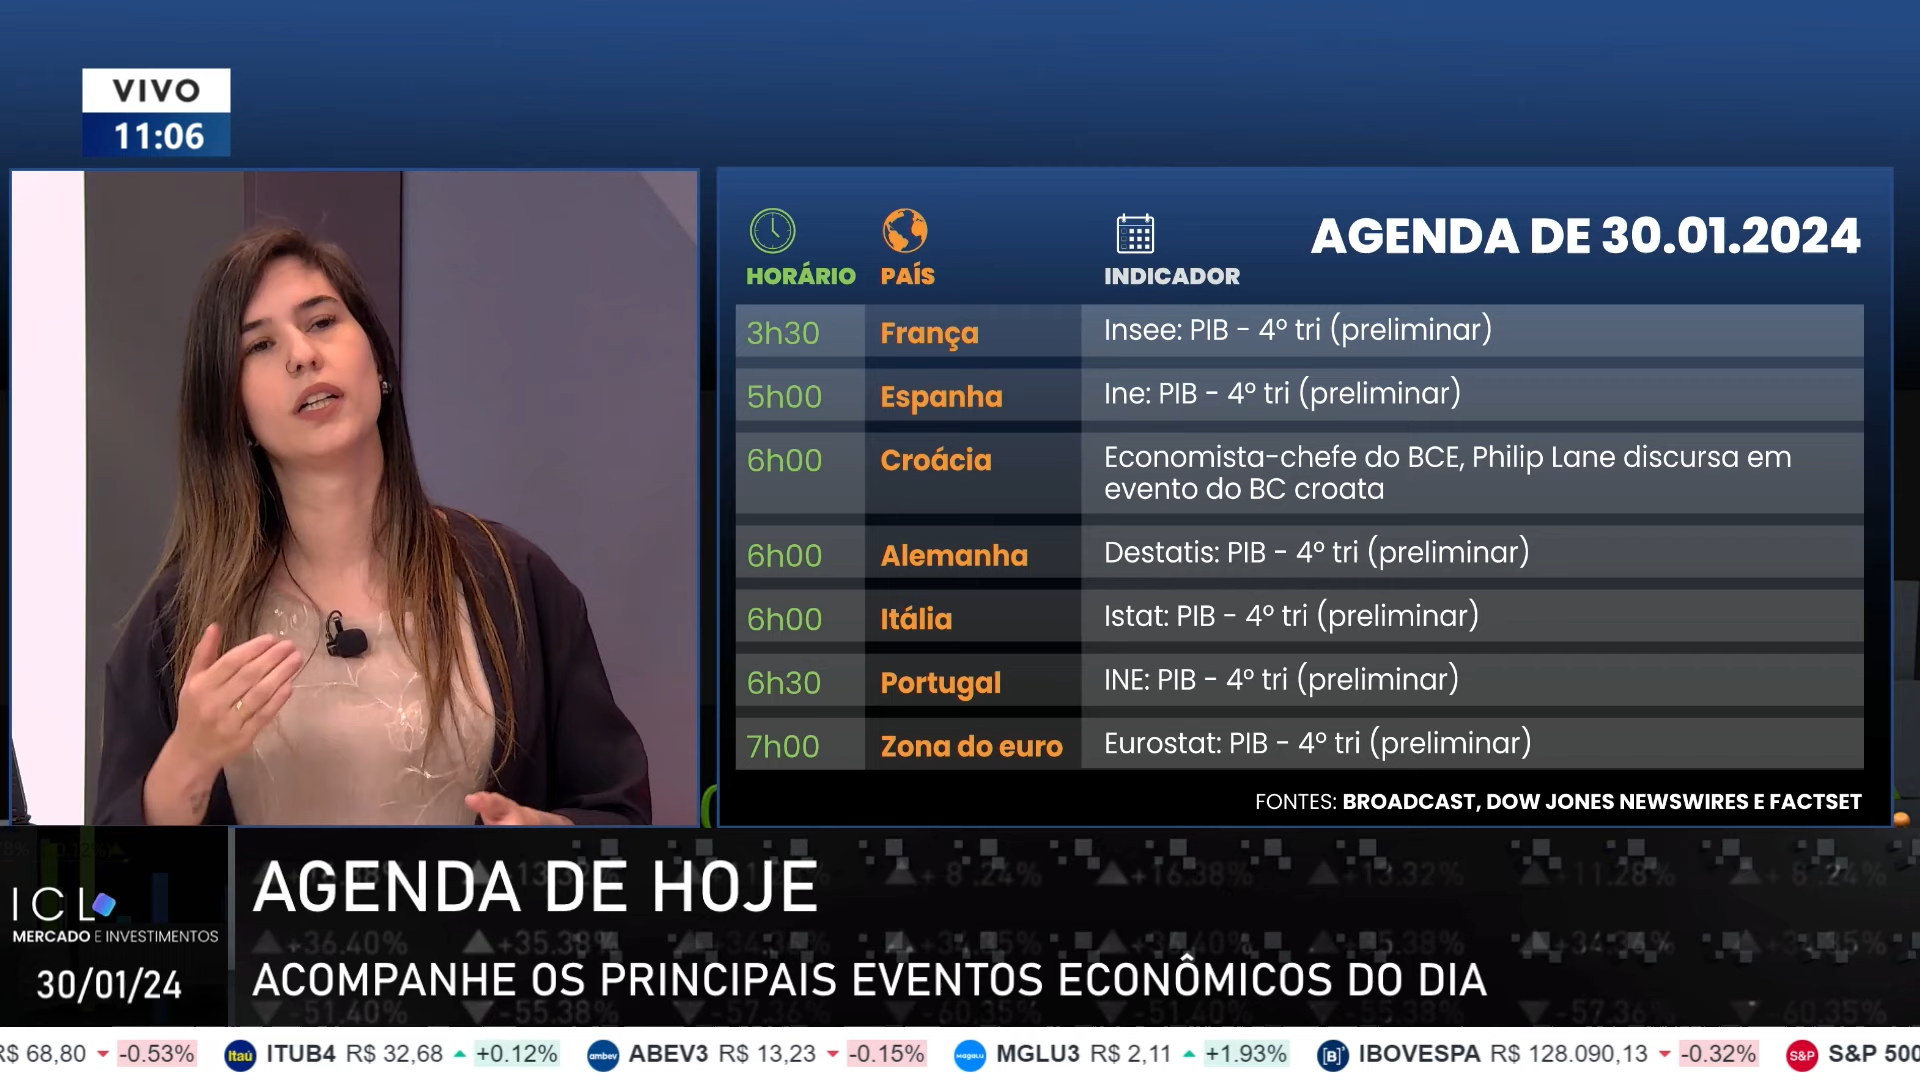 VIVO
11:06
HORÁRIO PAÍS INDICADOR AGENDA DE 30.01.2024
3h30 França Insee: PIB - 4º tri (preliminar)
5h00 Espanha Ine: PIB - 4º tri (preliminar)
6h00 Croácia Economista-chefe do BCE, Philip Lane discursa em
evento do BC croata
6h00 Alemanha Destatis: PIB - 4º tri (preliminar)
6h00 Itália Istat: PIB - 4º tri (preliminar)
6h30 Portugal INE: PIB - 4º tri (preliminar)
7h00 Zona do euro Eurostat: PIB - 4º tri (preliminar)
FONTES: BROADCAST, DOW JONES NEWSWIRES E FACTSET
ICL
MERCADO E INVESTIMENTOS
30/01/24
AGENDA DE HOJE
ACOMPANHE OS PRINCIPAIS EVENTOS ECONÔMICOS DO DIA
R$ 68,80 -0.53% Itaú ITUB4 R$ 32,68 +0.12% ambev ABEV3 R$ 13,23 -0.15% Magalu MGLU3 R$ 2,11 +1.93% [B]³ IBOVESPA R$ 128.090,13 -0.32% S&P S&P 500